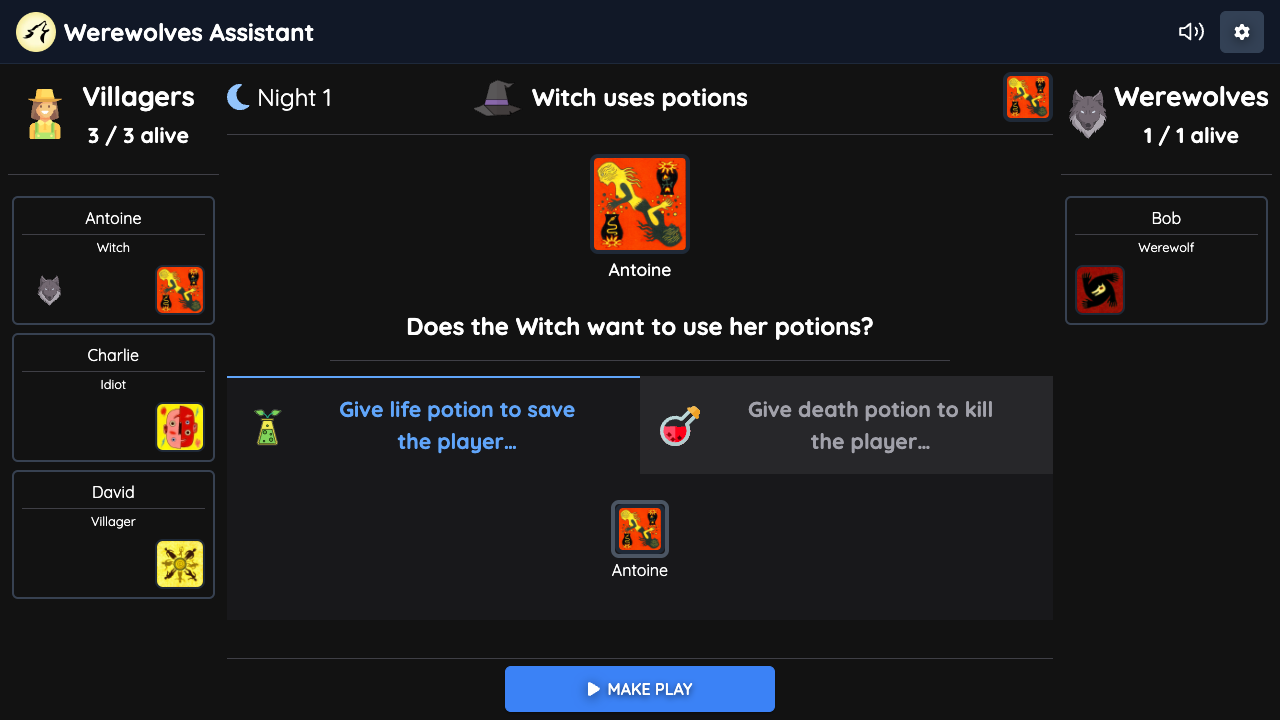 Werewolves Assistant
Villagers
3 / 3 alive
Antoine
Witch
Charlie
Idiot
David
Villager
Night 1
Witch uses potions
Antoine
Does the Witch want to use her potions?
Give life potion to save
the player…
Give death potion to kill
the player…
Antoine
MAKE PLAY
Werewolves
1 / 1 alive
Bob
Werewolf